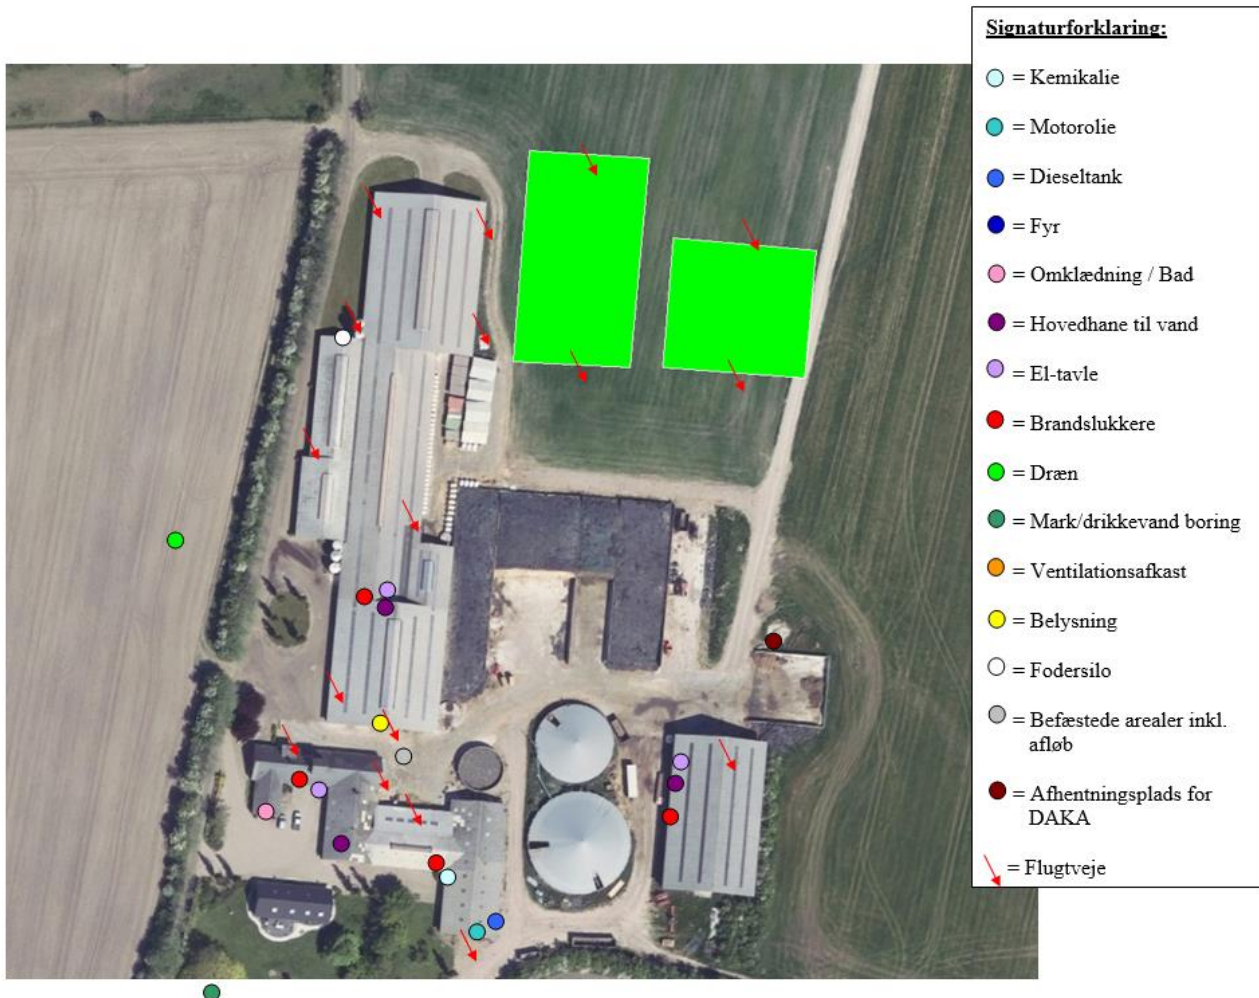 Signaturforklaring:
= Kemikalie
= Motorolie
= Dieseltank
= Fyr
= Omklædning / Bad
= Hovedhane til vand
= El-tavle
= Brandslukkere
= Dræn
= Mark/drikkevand boring
= Ventilationsafkast
= Belysning
= Fodersilo
= Befæstede arealer inkl.
afløb
= Afhentningsplads for
DAKA
= Flugtveje